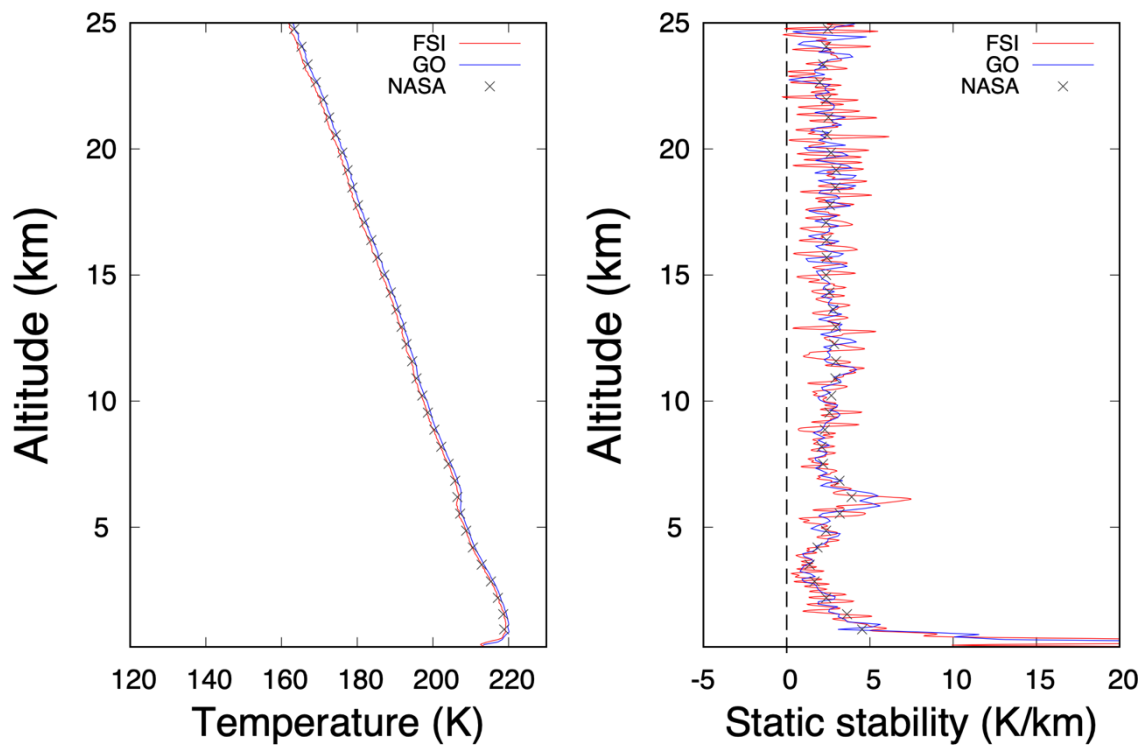 25
20
15
10
5
Altitude (km)
FSI
GO
NASA
120 140 160 180 200 220
Temperature (K)
25
20
15
10
5
Altitude (km)
FSI
GO
NASA
-5 0 5 10 15 20
Static stability (K/km)